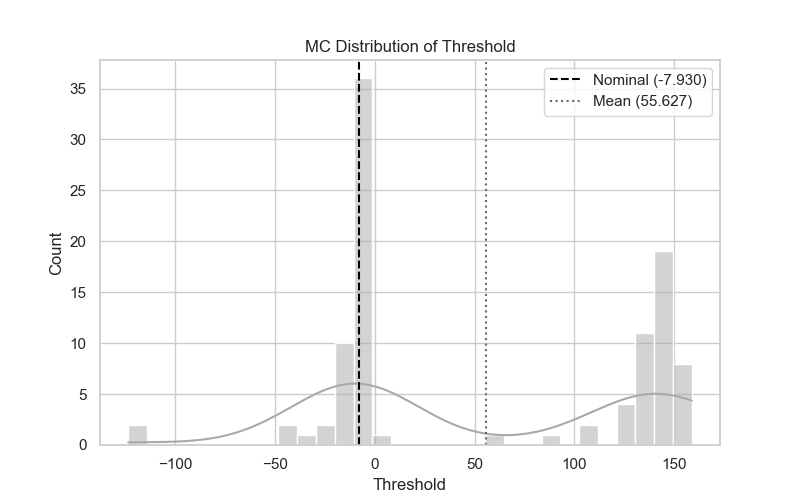 MC Distribution of Threshold
Nominal (-7.930)
Mean (55.627)
35
30
25
20
15
10
5
0
Count
−100
−50
0
50
100
150
Threshold